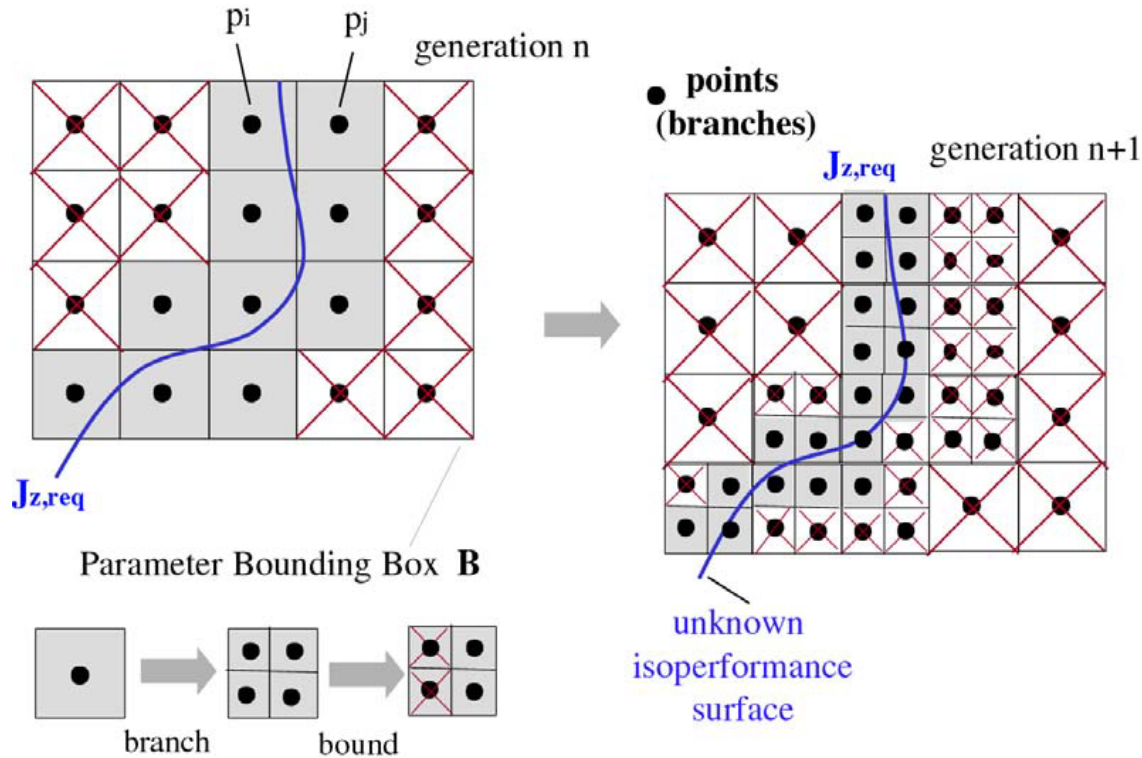 pi
pj
generation n
points
(branches)
Jz,req
generation n+1
Jz,req
Parameter Bounding Box B
unknown
isoperformance
surface
branch
bound